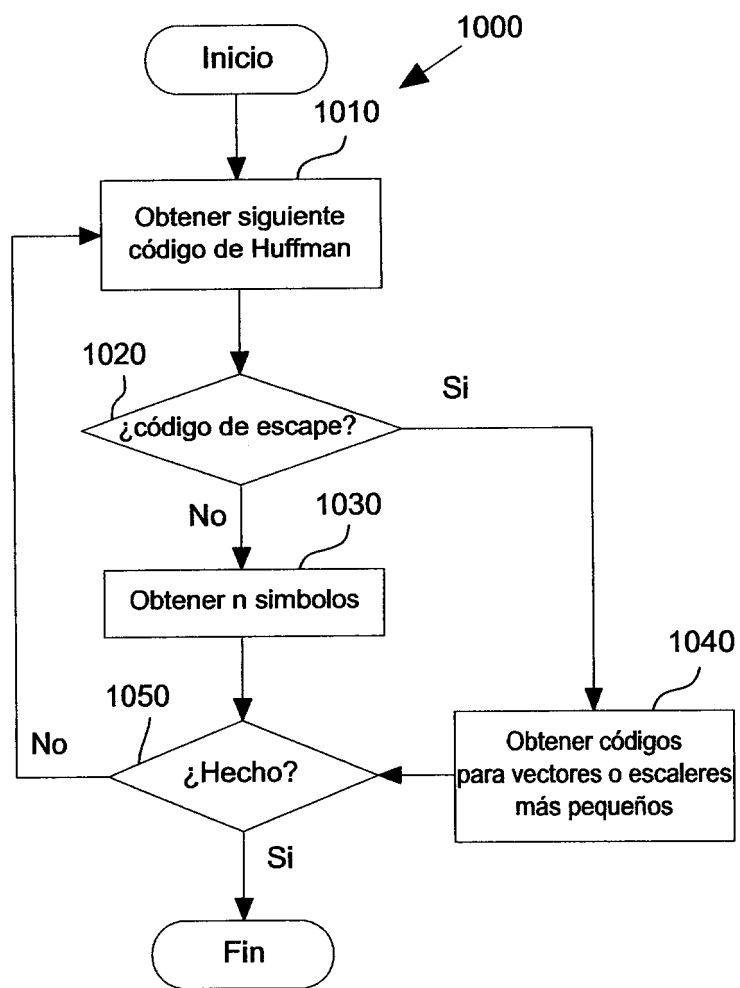 Inicio
1000
1010
Obtener siguiente
código de Huffman
1020
Si
¿código de escape?
No
1030
Obtener n simbolos
1040
1050
No
¿Hecho?
Obtener códigos
para vectores o escaleres
más pequeños
Si
Fin